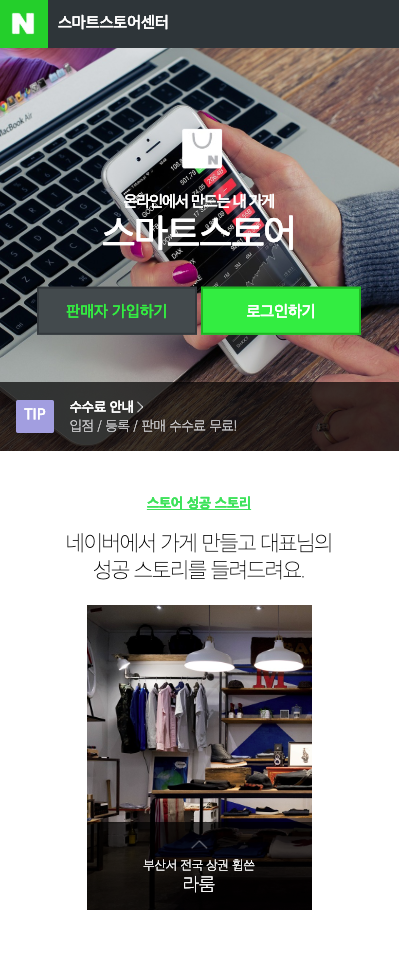 N 스마트스토어센터
MacBook Air
N
온라인에서 만드는 내 가게
스마트스토어
판매자 가입하기
로그인하기
TIP
수수료 안내 >
입점 / 등록 / 판매 수수료 무료!
스토어 성공 스토리
네이버에서 가게 만들고 대표님의
성공 스토리를 들려드려요.
M
부산서 전국 상권 휩쓴
라룸